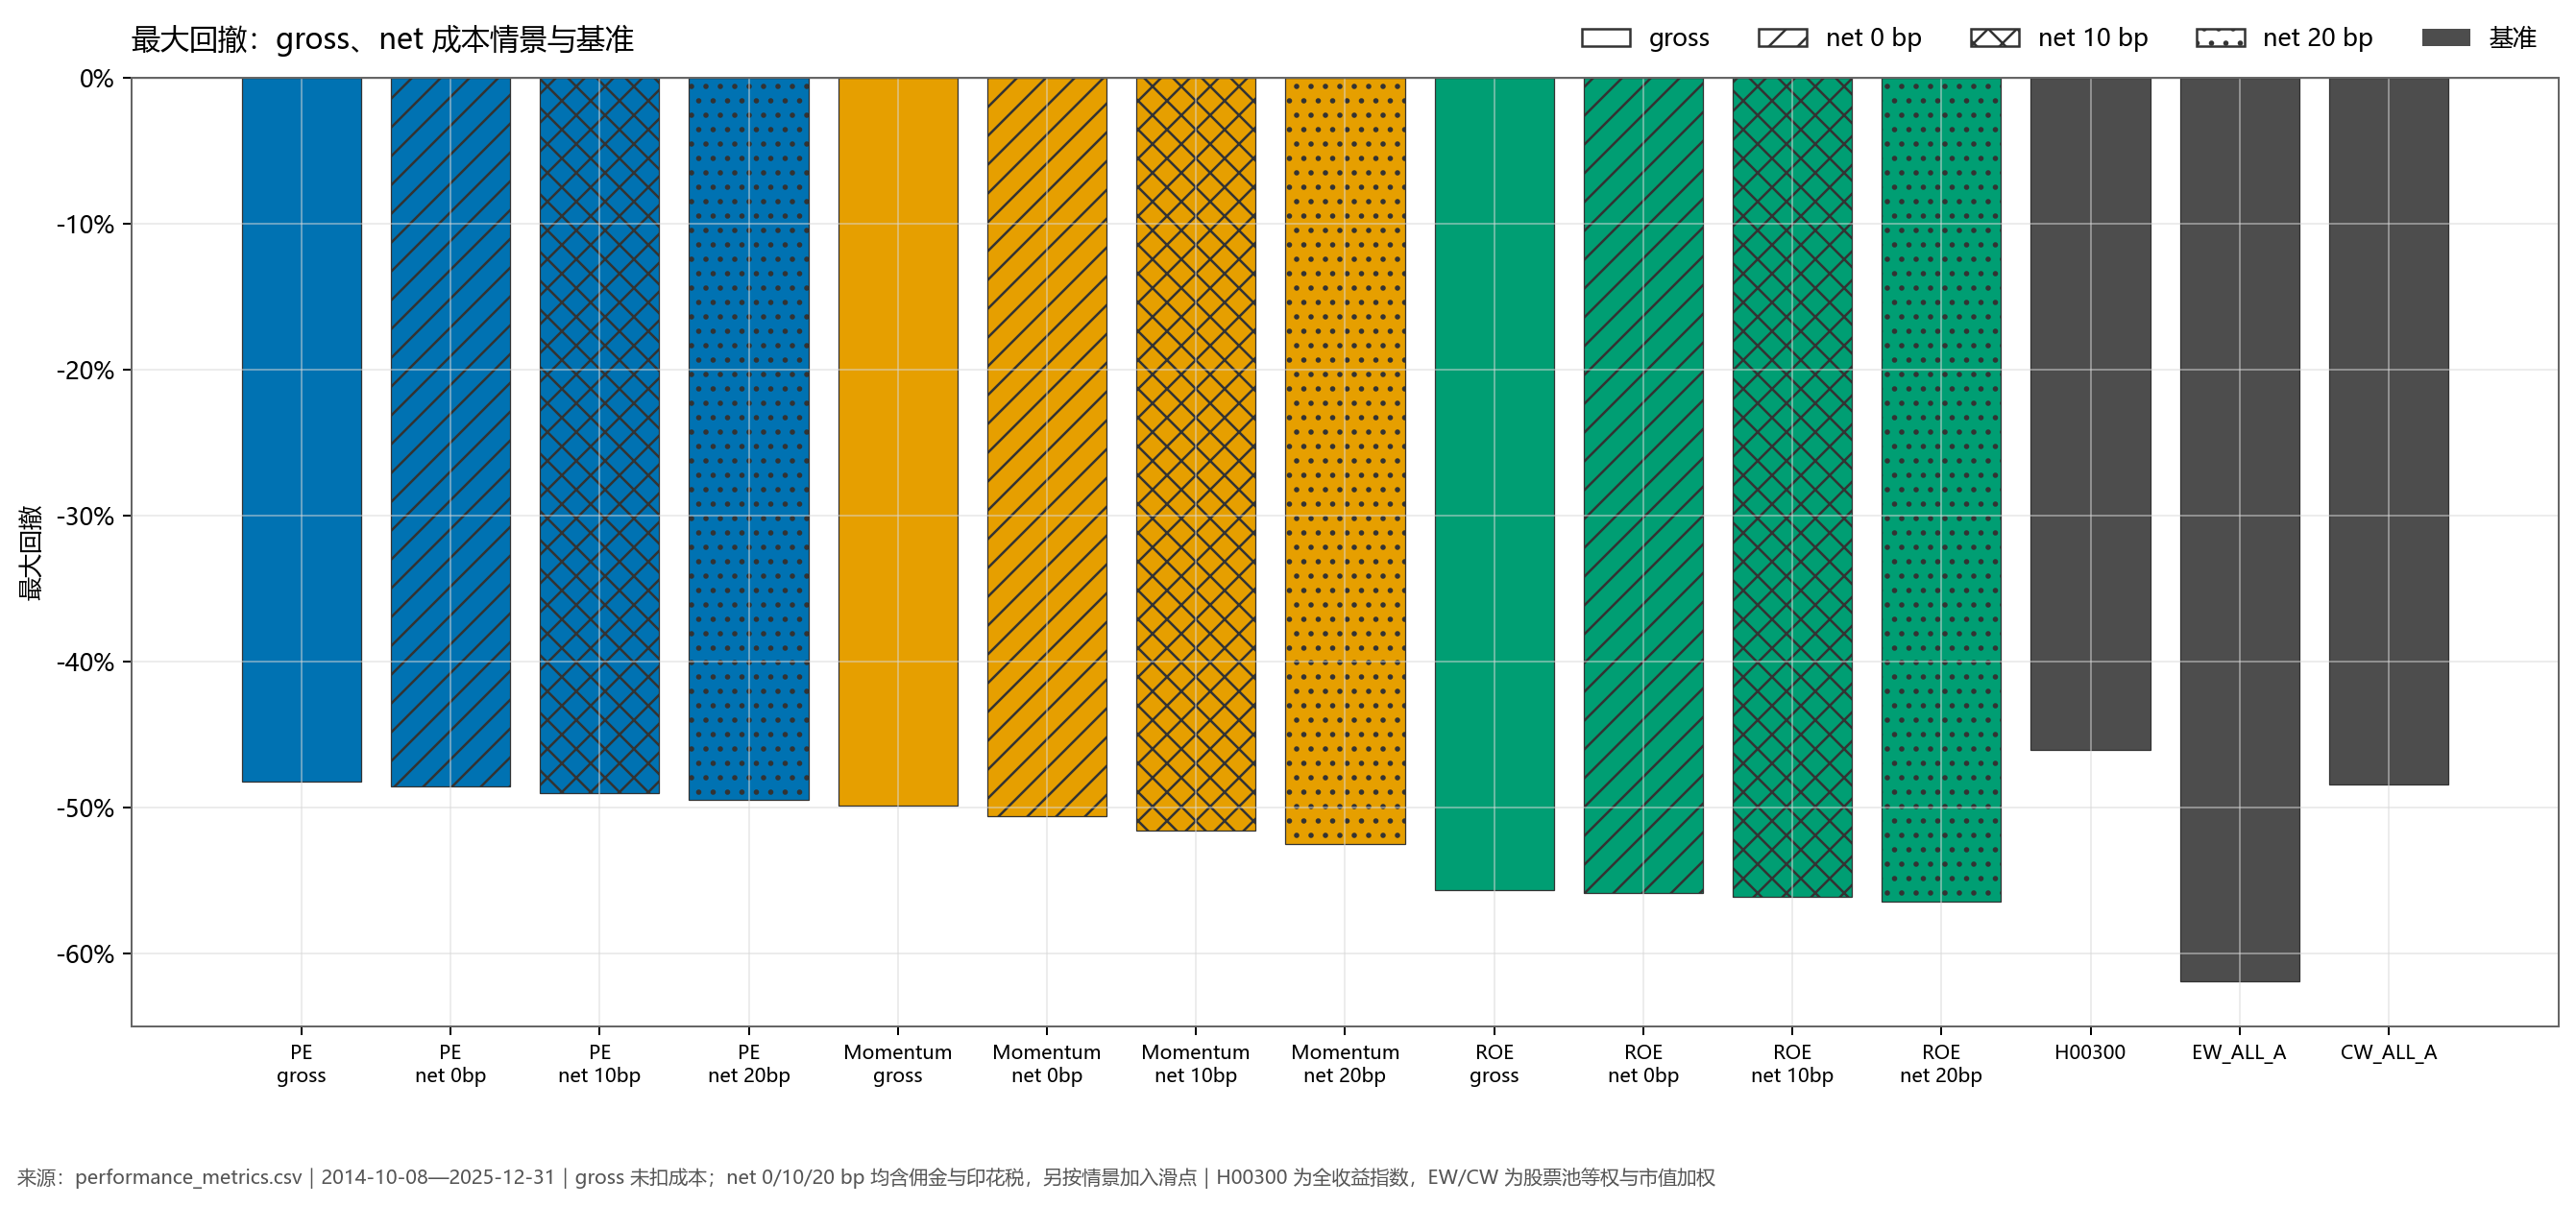 最大回撤：gross、net 成本情景与基准
gross
net 0 bp
net 10 bp
net 20 bp
基准
0%
-10%
-20%
-30%
-40%
-50%
-60%
最大回撤
PE
gross
PE
net 0bp
PE
net 10bp
PE
net 20bp
Momentum
gross
Momentum
net 0bp
Momentum
net 10bp
Momentum
net 20bp
ROE
gross
ROE
net 0bp
ROE
net 10bp
ROE
net 20bp
H00300
EW_ALL_A
CW_ALL_A
来源：performance_metrics.csv | 2014-10-08—2025-12-31 | gross 未扣成本；net 0/10/20 bp 均含佣金与印花税，另按情景加入滑点 | H00300 为全收益指数，EW/CW 为股票池等权与市值加权